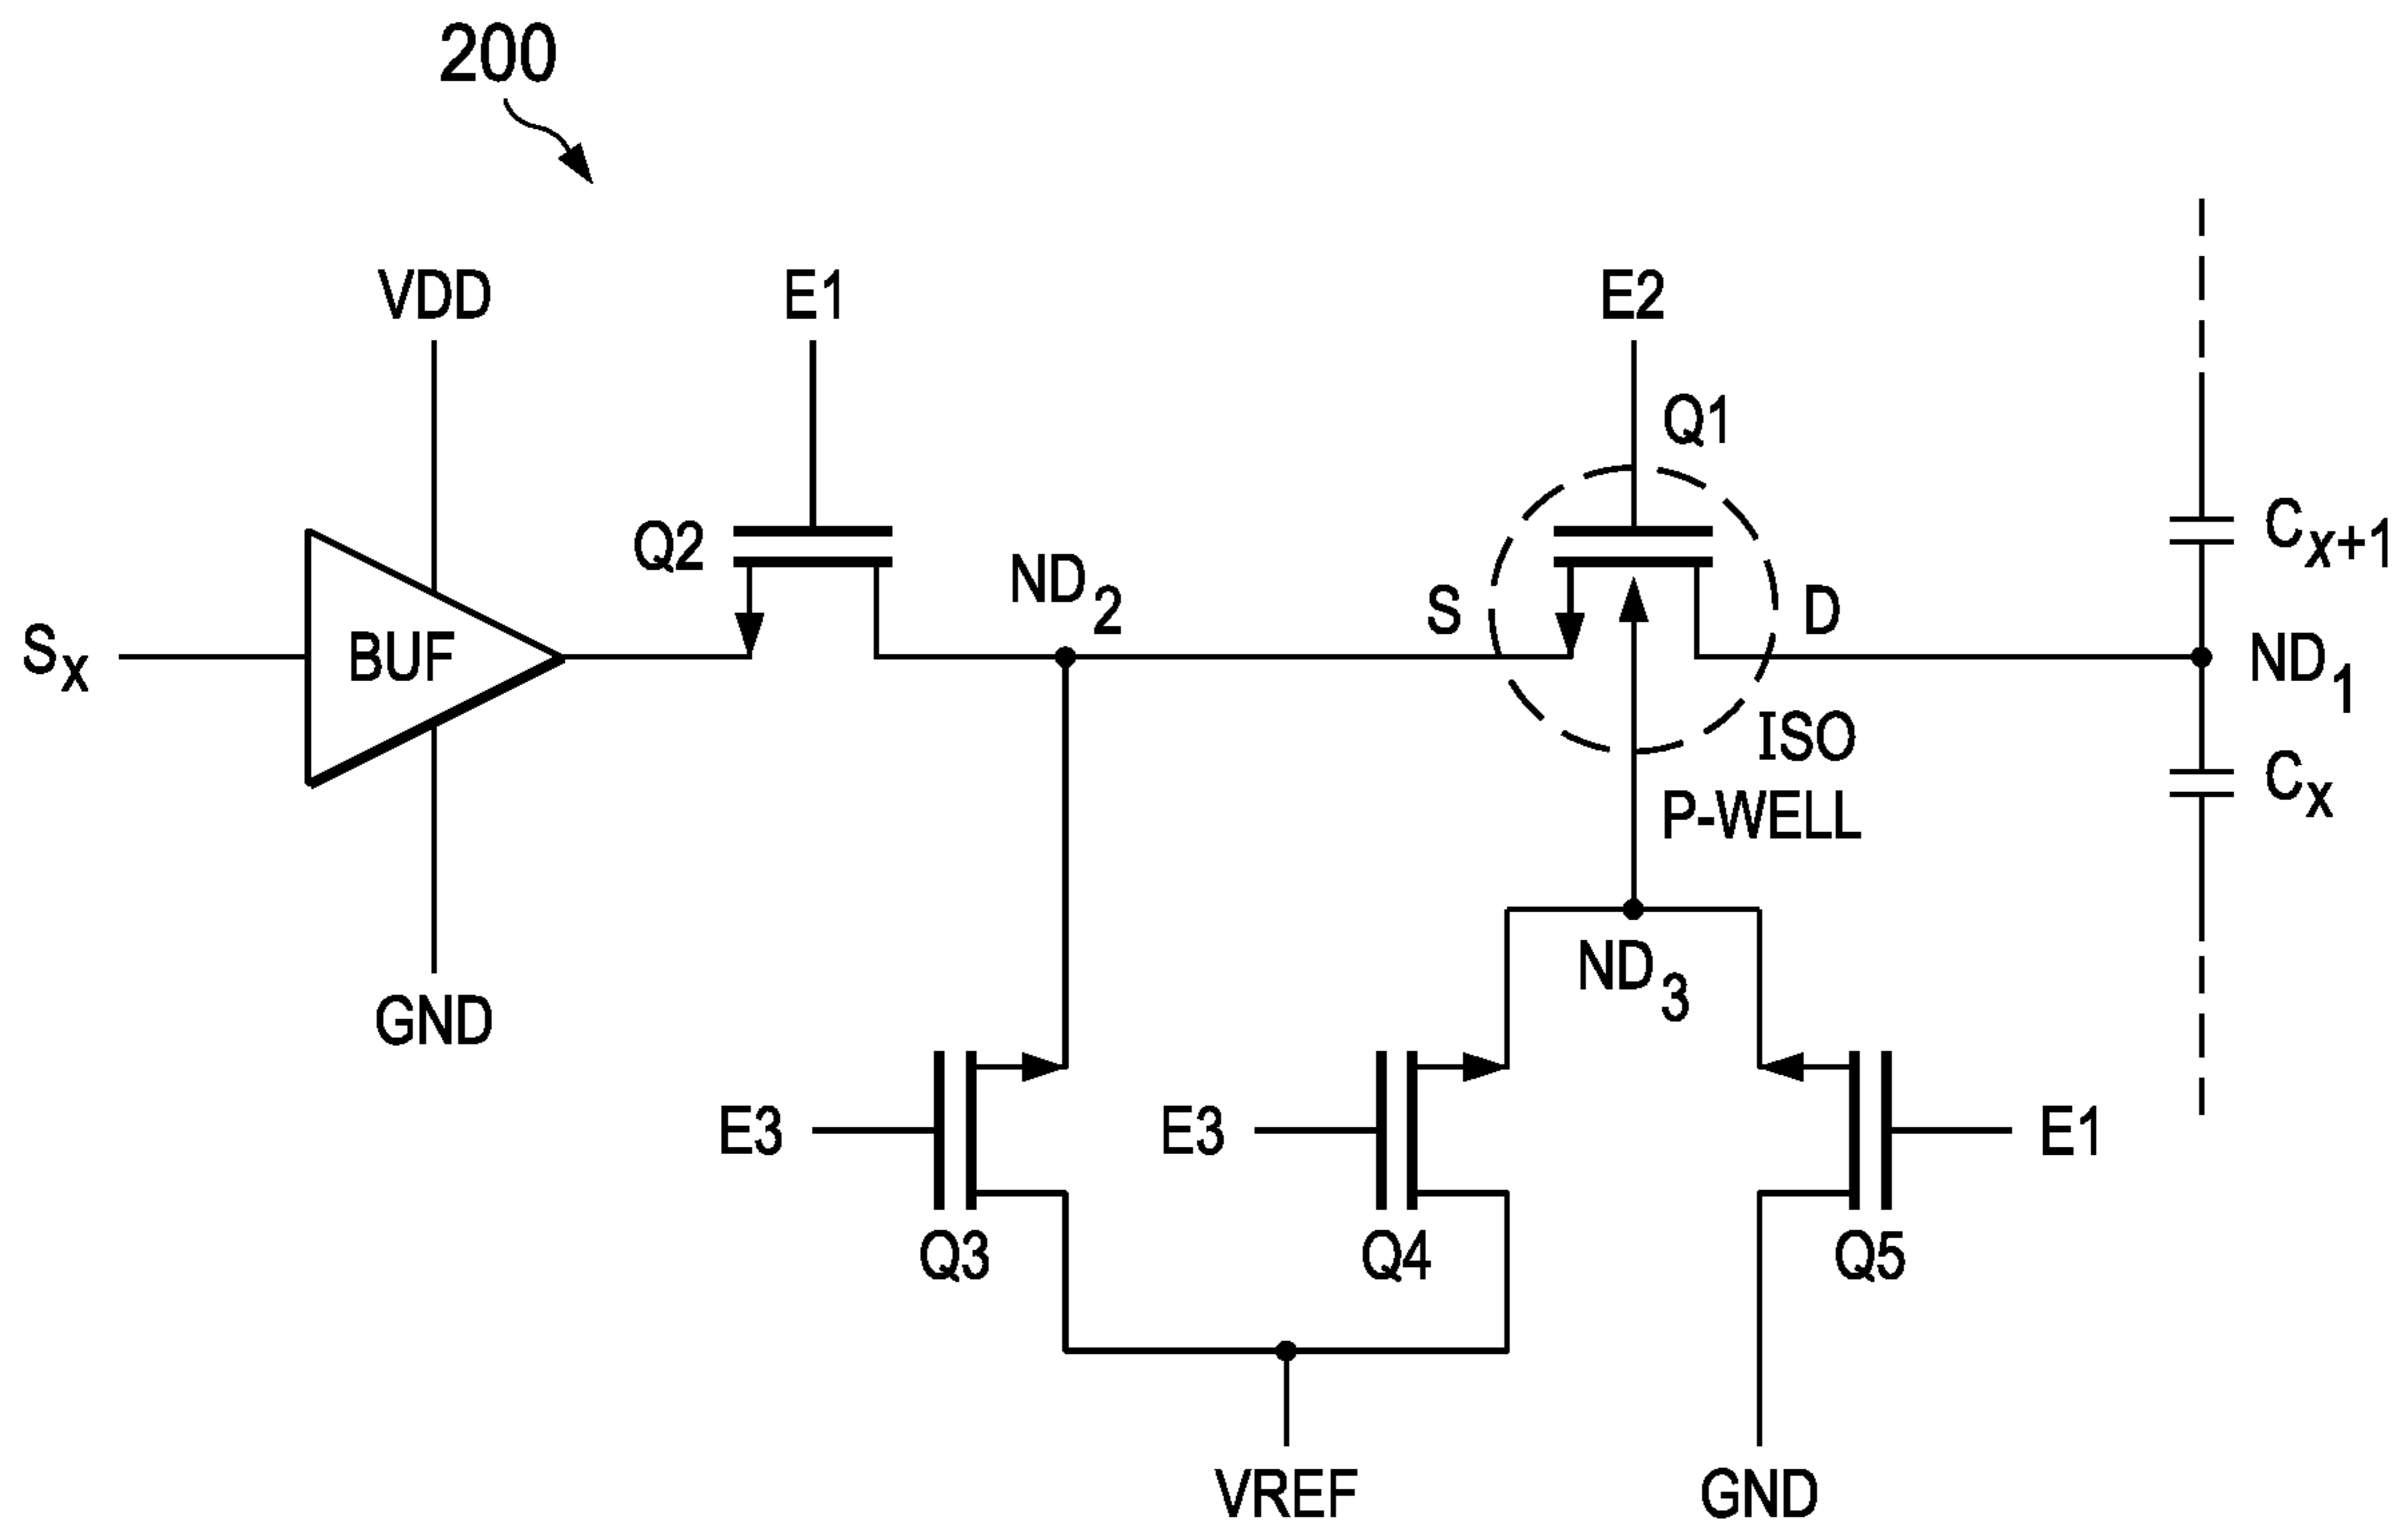 200
VDD
E1
E2
Q1
Q2
ND2
S
D
Cx+1
Sx
BUF
ND1
ISO
P-WELL
Cx
GND
ND3
E3
E3
E1
Q3
Q4
Q5
VREF
GND